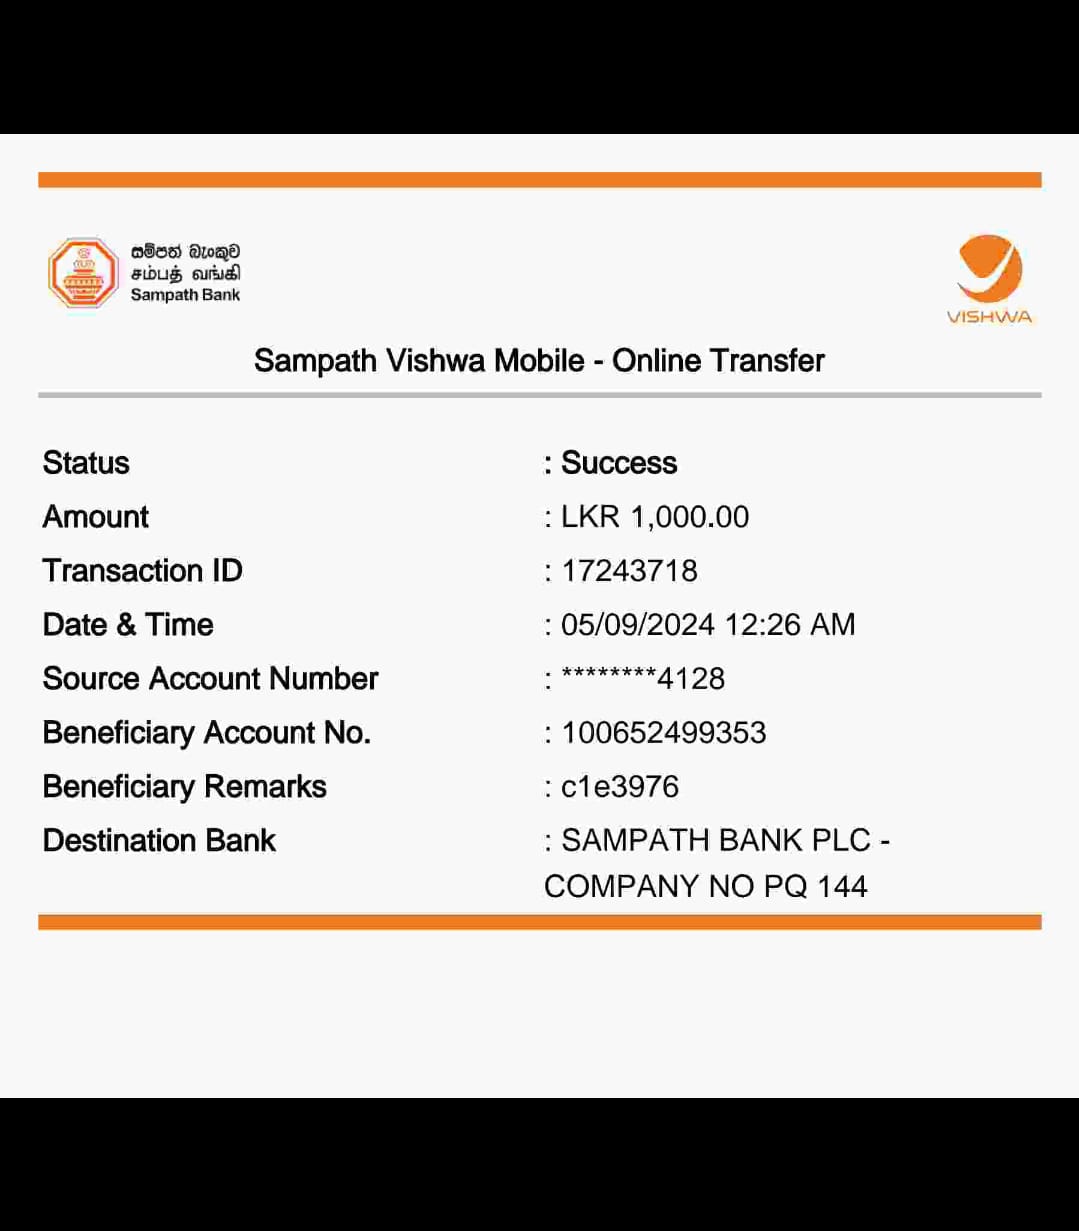 සම්පත් බැංකුව
சம்பத் வங்கி
Sampath Bank
VISHWA
Sampath Vishwa Mobile - Online Transfer
Status : Success
Amount : LKR 1,000.00
Transaction ID : 17243718
Date & Time : 05/09/2024 12:26 AM
Source Account Number : ********4128
Beneficiary Account No. : 100652499353
Beneficiary Remarks : c1e3976
Destination Bank : SAMPATH BANK PLC -
COMPANY NO PQ 144